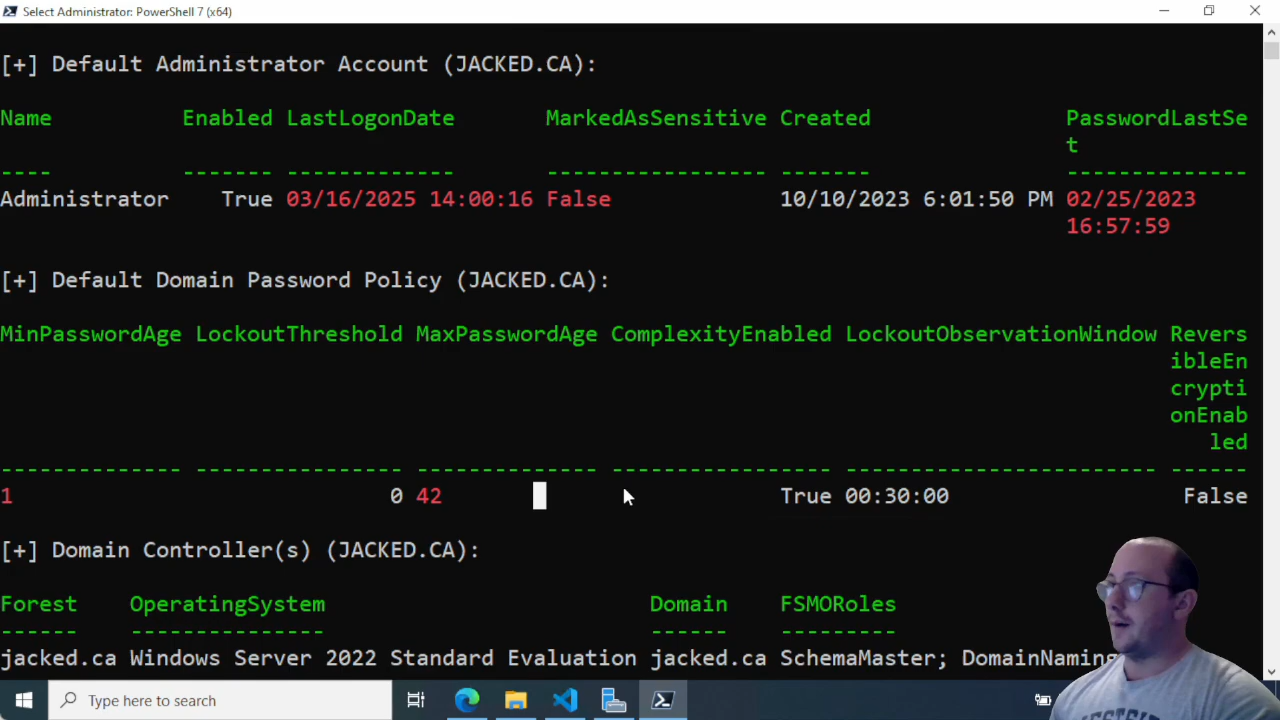 Select Administrator: PowerShell 7 (x64)
[+] Default Administrator Account (JACKED.CA):
Name Enabled LastLogonDate MarkedAsSensitive Created PasswordLastSe
t
---- ------- ------------- ----------------- ------- --------------
Administrator True 03/16/2025 14:00:16 False 10/10/2023 6:01:50 PM 02/25/2023
16:57:59
[+] Default Domain Password Policy (JACKED.CA):
MinPasswordAge LockoutThreshold MaxPasswordAge ComplexityEnabled LockoutObservationWindow Revers
ibleEn
crypti
onEnab
led
-------------- ---------------- -------------- ----------------- ------------------------ ------
1 0 42 True 00:30:00 False
[+] Domain Controller(s) (JACKED.CA):
Forest OperatingSystem Domain FSMORoles
------ --------------- ------ ---------
jacked.ca Windows Server 2022 Standard Evaluation jacked.ca SchemaMaster; DomainNaming
Type here to search